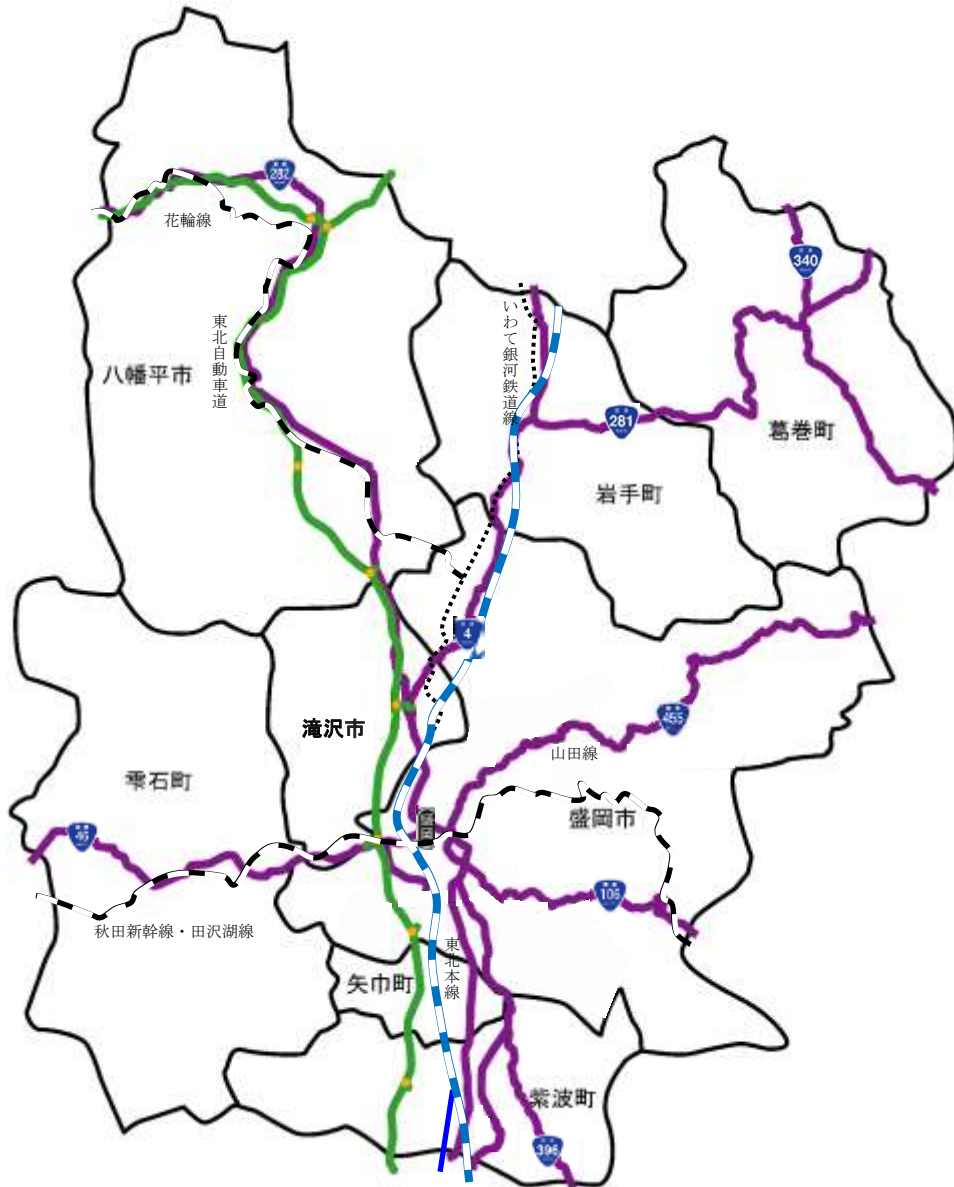 282
花輪線
340
いわて銀河鉄道線
東北自動車道
八幡平市
281
葛巻町
岩手町
4
滝沢市
455
山田線
雫石町
盛岡
盛岡市
46
106
秋田新幹線・田沢湖線
東北本線
矢巾町
紫波町
396